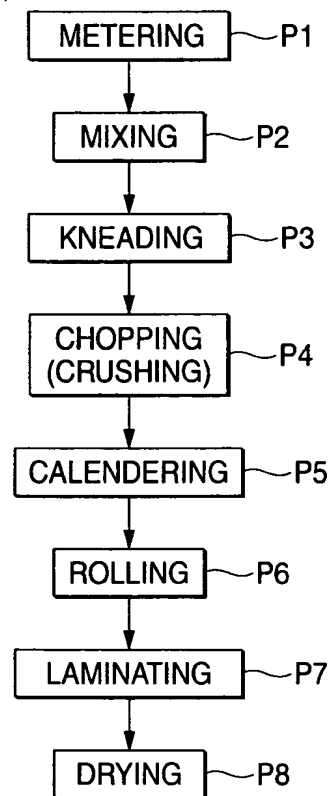 METERING P1
MIXING P2
KNEADING P3
CHOPPING
(CRUSHING) P4
CALENDERING P5
ROLLING P6
LAMINATING P7
DRYING P8